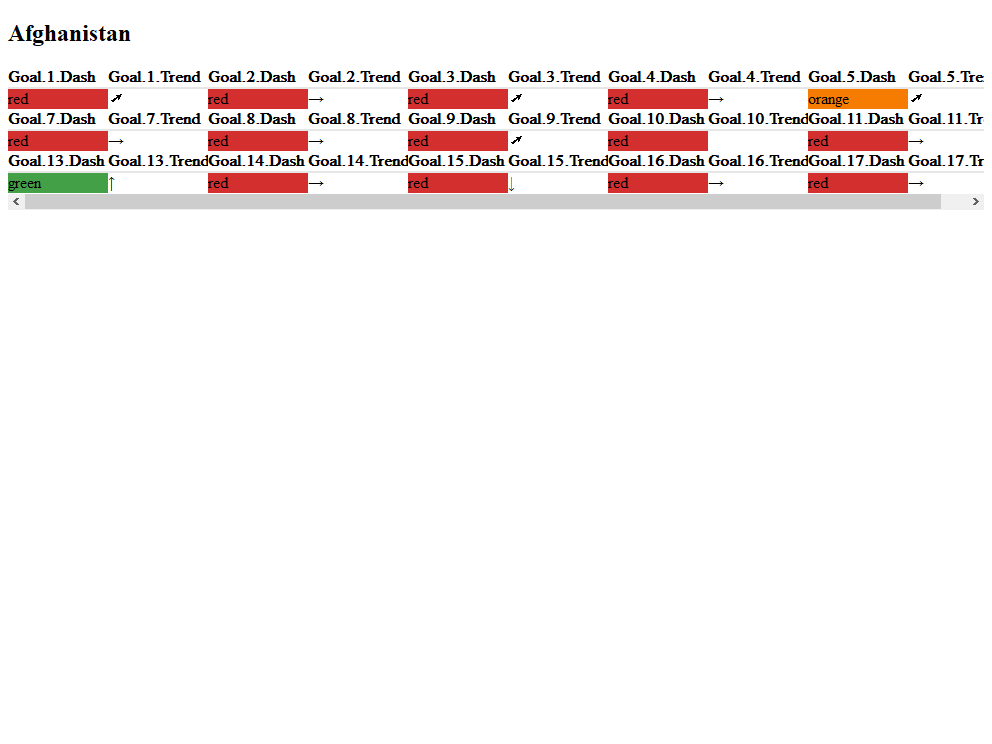 Afghanistan
Goal.1.Dash Goal.1.Trend Goal.2.Dash Goal.2.Trend Goal.3.Dash Goal.3.Trend Goal.4.Dash Goal.4.Trend Goal.5.Dash Goal.5.Tre
red ↗ red → red ↗ red → orange ↗
Goal.7.Dash Goal.7.Trend Goal.8.Dash Goal.8.Trend Goal.9.Dash Goal.9.Trend Goal.10.Dash Goal.10.Trend Goal.11.Dash Goal.11.Tr
red → red → red ↗ red red →
Goal.13.Dash Goal.13.Trend Goal.14.Dash Goal.14.Trend Goal.15.Dash Goal.15.Trend Goal.16.Dash Goal.16.Trend Goal.17.Dash Goal.17.Tr
green ↑ red → red ↓ red → red →